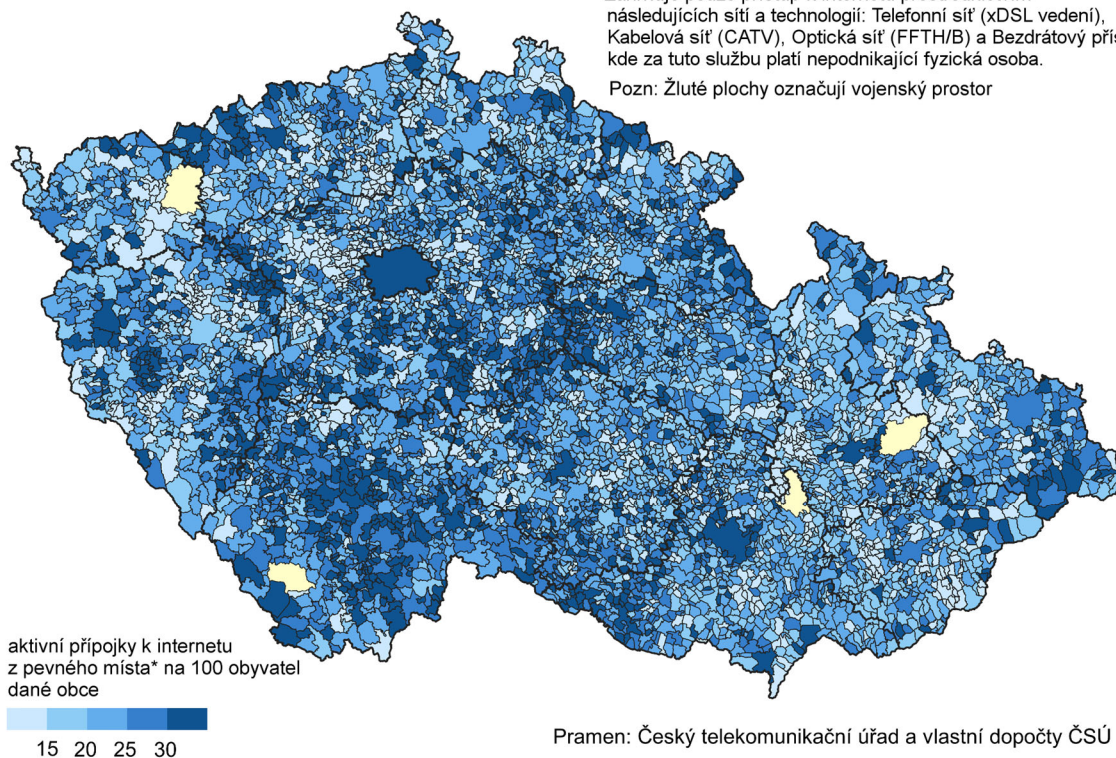 následujících sítí a technologií: Telefonní síť (xDSL vedení),
Kabelová síť (CATV), Optická síť (FFTH/B) a Bezdrátový
kde za tuto službu platí nepodnikající fyzická osoba.
Pozn: Žluté plochy označují vojenský prostor
aktivní přípojky k internetu
z pevného místa* na 100 obyvatel
dané obce
15 20 25 30
Pramen: Český telekomunikační úřad a vlastní dopočty ČSÚ